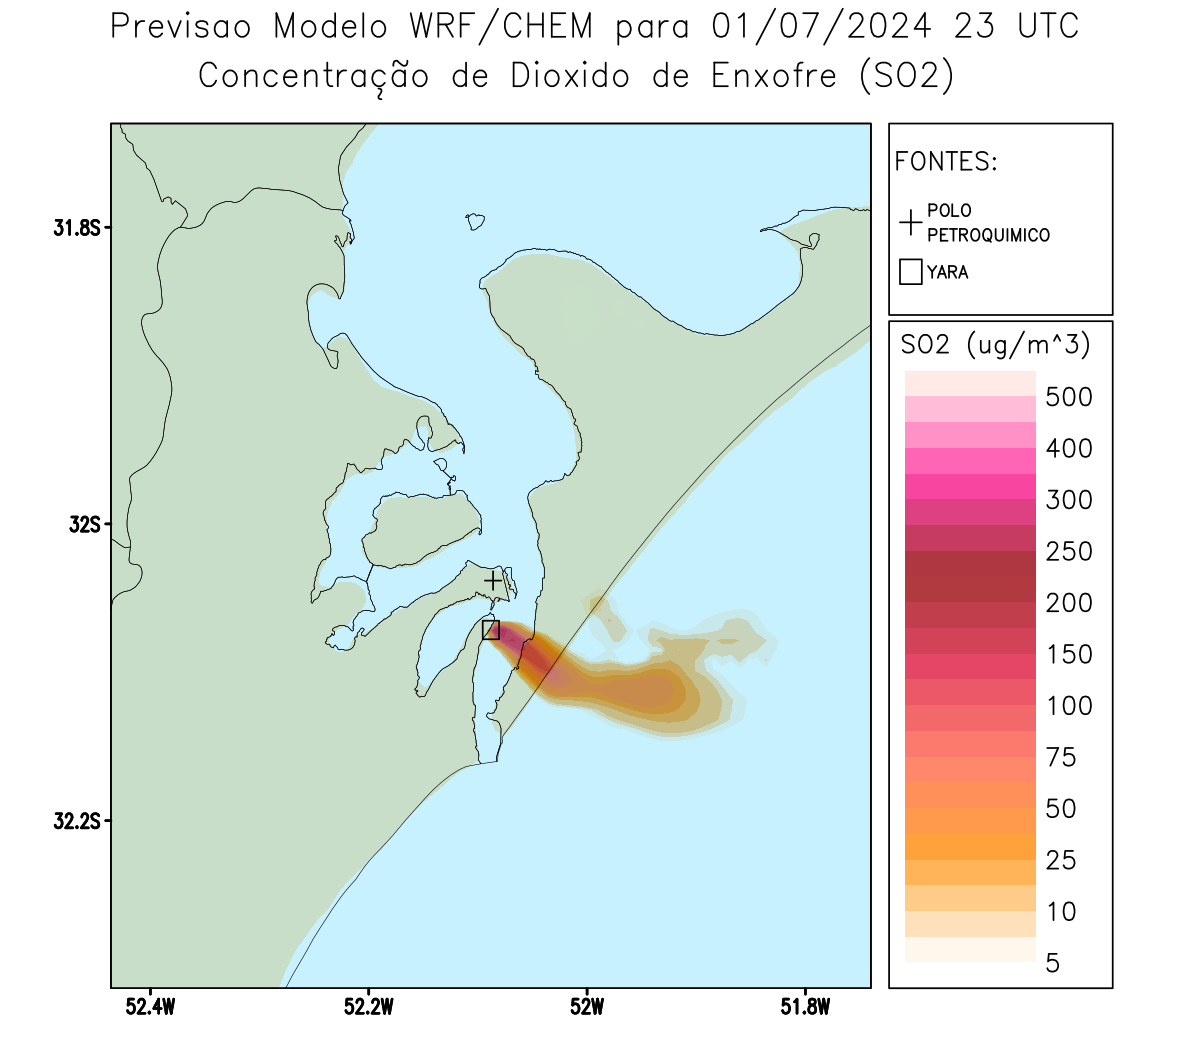 Previsao Modelo WRF/CHEM para 01/07/2024 23 UTC
Concentração de Dioxido de Enxofre (SO2)
31.8S
32S
32.2S
52.4W
52.2W
52W
51.8W
FONTES:
POLO
PETROQUIMICO
YARA
SO2 (ug/m^3)
500
400
300
250
200
150
100
75
50
25
10
5